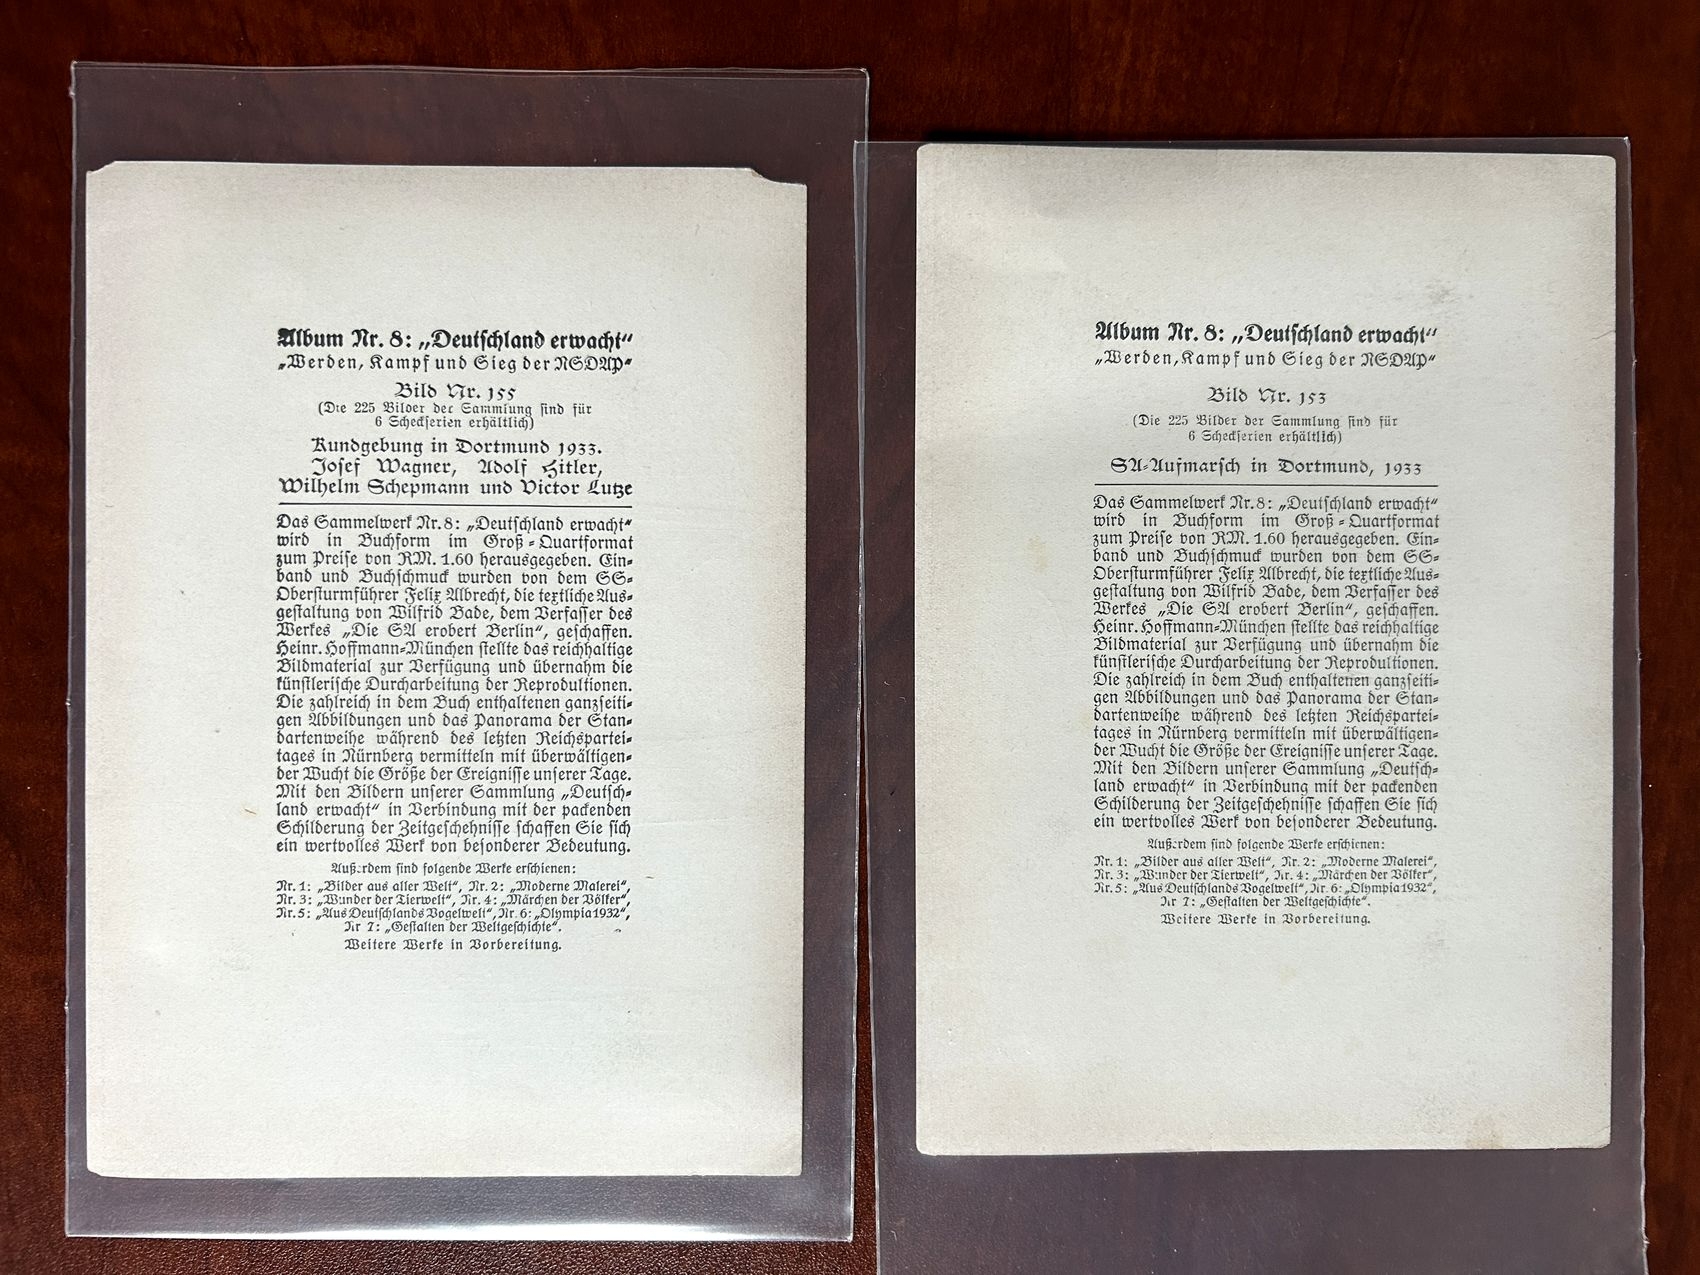 Album Nr. 8: „Deutschland erwacht“
„Werden, Kampf und Sieg der NSDAP“
Bild Nr. 155
(Die 225 Bilder der Sammlung sind für
6 Scheckserien erhältlich)
Kundgebung in Dortmund 1933.
Josef Wagner, Adolf Hitler,
Wilhelm Schepmann und Victor Lutze
Das Sammelwerk Nr. 8: „Deutschland erwacht“
wird in Buchform im Groß-Quartformat
zum Preise von RM. 1.60 herausgegeben. Ein-
band und Buchschmuck wurden von dem SS-
Obersturmführer Felix Albrecht, die textliche Aus-
gestaltung von Wilfrid Bade, dem Verfasser des
Werkes „Die SA erobert Berlin“, geschaffen.
Heinr. Hoffmann-München stellte das reichhaltige
Bildmaterial zur Verfügung und übernahm die
künstlerische Durcharbeitung der Reproduktionen.
Die zahlreich in dem Buch enthaltenen ganzseiti-
gen Abbildungen und das Panorama der Stan-
dartenweihe während des letzten Reichspartei-
tages in Nürnberg vermitteln mit überwältigen-
der Wucht die Größe der Ereignisse unserer Tage.
Mit den Bildern unserer Sammlung „Deutsch-
land erwacht“ in Verbindung mit der packenden
Schilderung der Zeitgeschehnisse schaffen Sie sich
ein wertvolles Werk von besonderer Bedeutung.
Außerdem sind folgende Werke erschienen:
Nr. 1: „Bilder aus aller Welt“, Nr. 2: „Moderne Malerei“,
Nr. 3: „Wunder der Tierwelt“, Nr. 4: „Märchen der Völker“,
Nr. 5: „Aus Deutschlands Vogelwelt“, Nr. 6: „Olympia 1932“,
Nr 7: „Gestalten der Weltgeschichte“.
Weitere Werke in Vorbereitung.
Album Nr. 8: „Deutschland erwacht“
„Werden, Kampf und Sieg der NSDAP“
Bild Nr. 153
(Die 225 Bilder der Sammlung sind für
6 Scheckserien erhältlich)
SA-Aufmarsch in Dortmund, 1933
Das Sammelwerk Nr. 8: „Deutschland erwacht“
wird in Buchform im Groß-Quartformat
zum Preise von RM. 1.60 herausgegeben. Ein-
band und Buchschmuck wurden von dem SS-
Obersturmführer Felix Albrecht, die textliche Aus-
gestaltung von Wilfrid Bade, dem Verfasser des
Werkes „Die SA erobert Berlin“, geschaffen.
Heinr. Hoffmann-München stellte das reichhaltige
Bildmaterial zur Verfügung und übernahm die
künstlerische Durcharbeitung der Reproduktionen.
Die zahlreich in dem Buch enthaltenen ganzseiti-
gen Abbildungen und das Panorama der Stan-
dartenweihe während des letzten Reichspartei-
tages in Nürnberg vermitteln mit überwältigen-
der Wucht die Größe der Ereignisse unserer Tage.
Mit den Bildern unserer Sammlung „Deutsch-
land erwacht“ in Verbindung mit der packenden
Schilderung der Zeitgeschehnisse schaffen Sie sich
ein wertvolles Werk von besonderer Bedeutung.
Außerdem sind folgende Werke erschienen:
Nr. 1: „Bilder aus aller Welt“, Nr. 2: „Moderne Malerei“,
Nr. 3: „Wunder der Tierwelt“, Nr. 4: „Märchen der Völker“,
Nr. 5: „Aus Deutschlands Vogelwelt“, Nr. 6: „Olympia 1932“,
Nr 7: „Gestalten der Weltgeschichte“.
Weitere Werke in Vorbereitung.